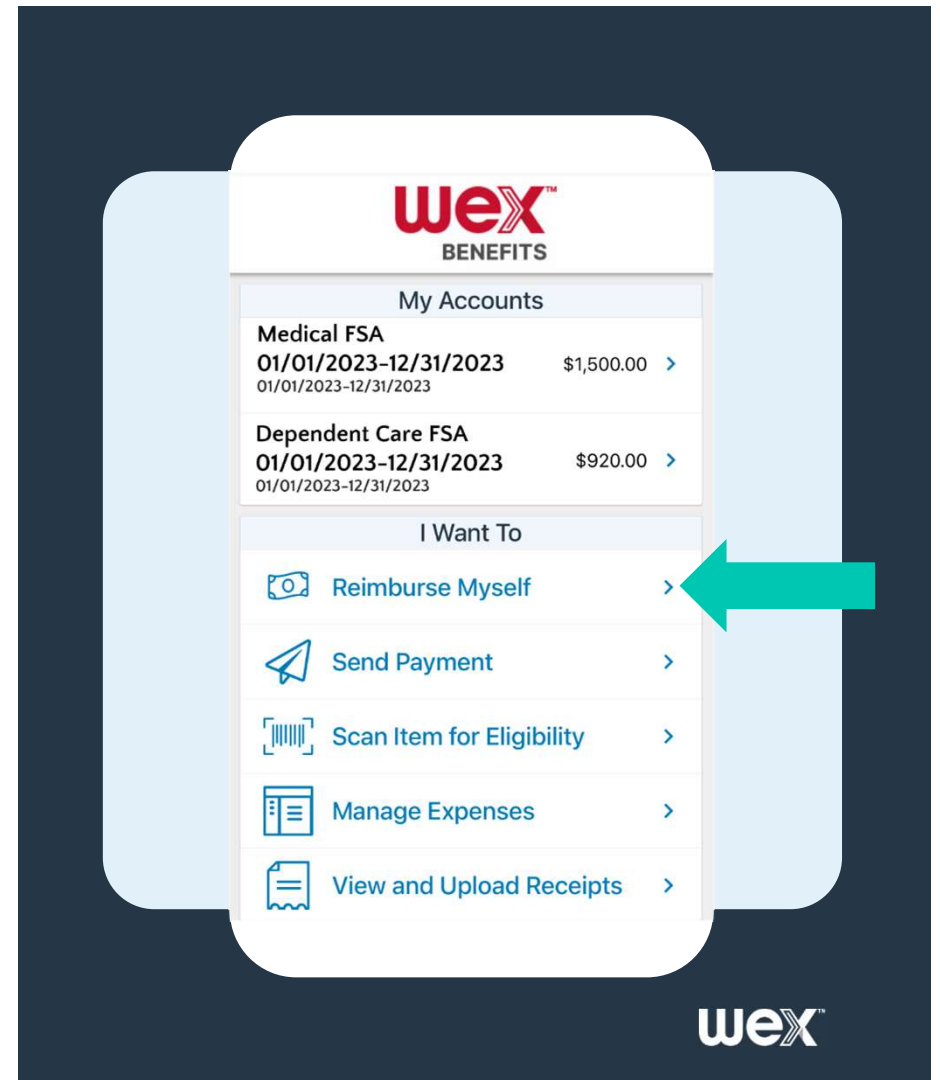 wex™
BENEFITS
My Accounts
Medical FSA
01/01/2023-12/31/2023 $1,500.00
01/01/2023-12/31/2023
Dependent Care FSA
01/01/2023-12/31/2023 $920.00
01/01/2023-12/31/2023
I Want To
Reimburse Myself
Send Payment
Scan Item for Eligibility
Manage Expenses
View and Upload Receipts
wex™